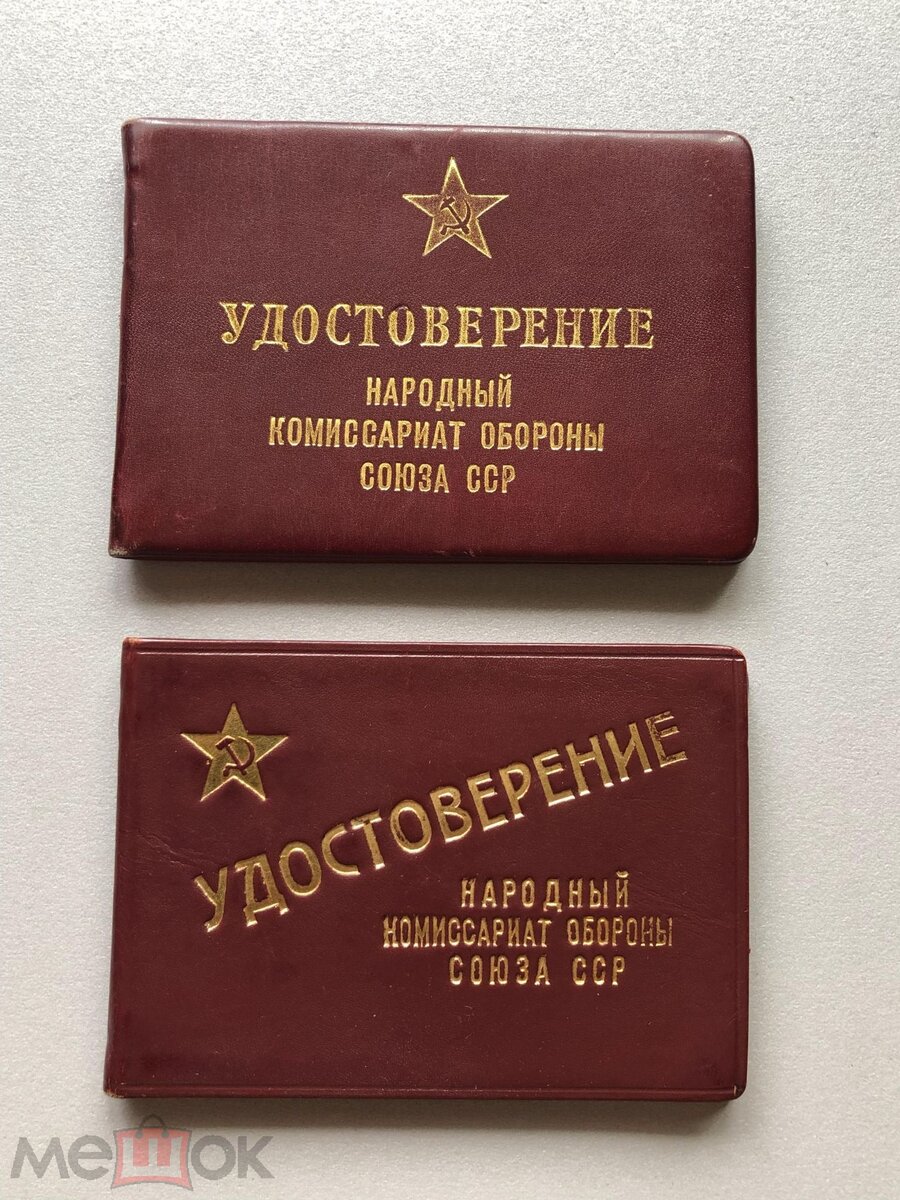 УДОСТОВЕРЕНИЕ
НАРОДНЫЙ
КОМИССАРИАТ ОБОРОНЫ
СОЮЗА ССР
УДОСТОВЕРЕНИЕ
НАРОДНЫЙ
КОМИССАРИАТ ОБОРОНЫ
СОЮЗА ССР
мешок